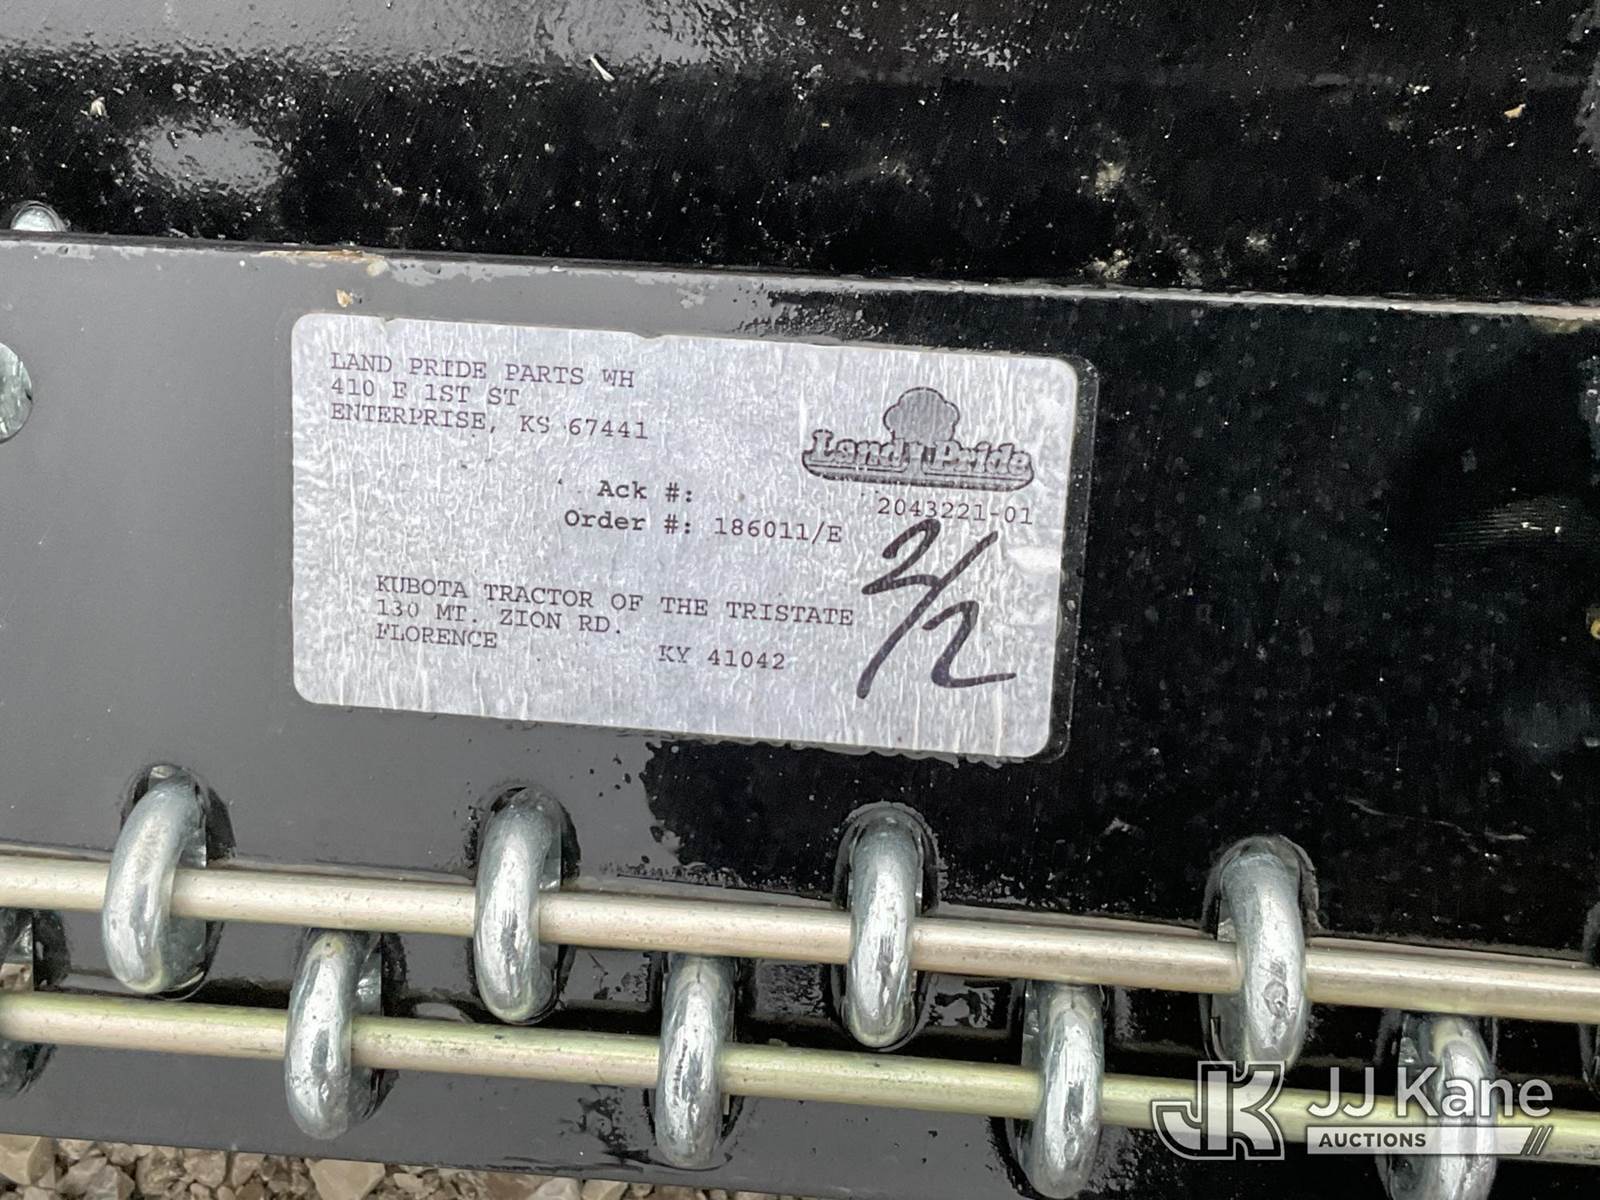 LAND PRIDE PARTS WH
410 E 1ST ST
ENTERPRISE, KS 67441
Land Pride
Ack #: 2043221-01
Order #: 186011/E
2/2
KUBOTA TRACTOR OF THE TRISTATE
130 MT. ZION RD.
FLORENCE KY 41042
JK JJ Kane
AUCTIONS